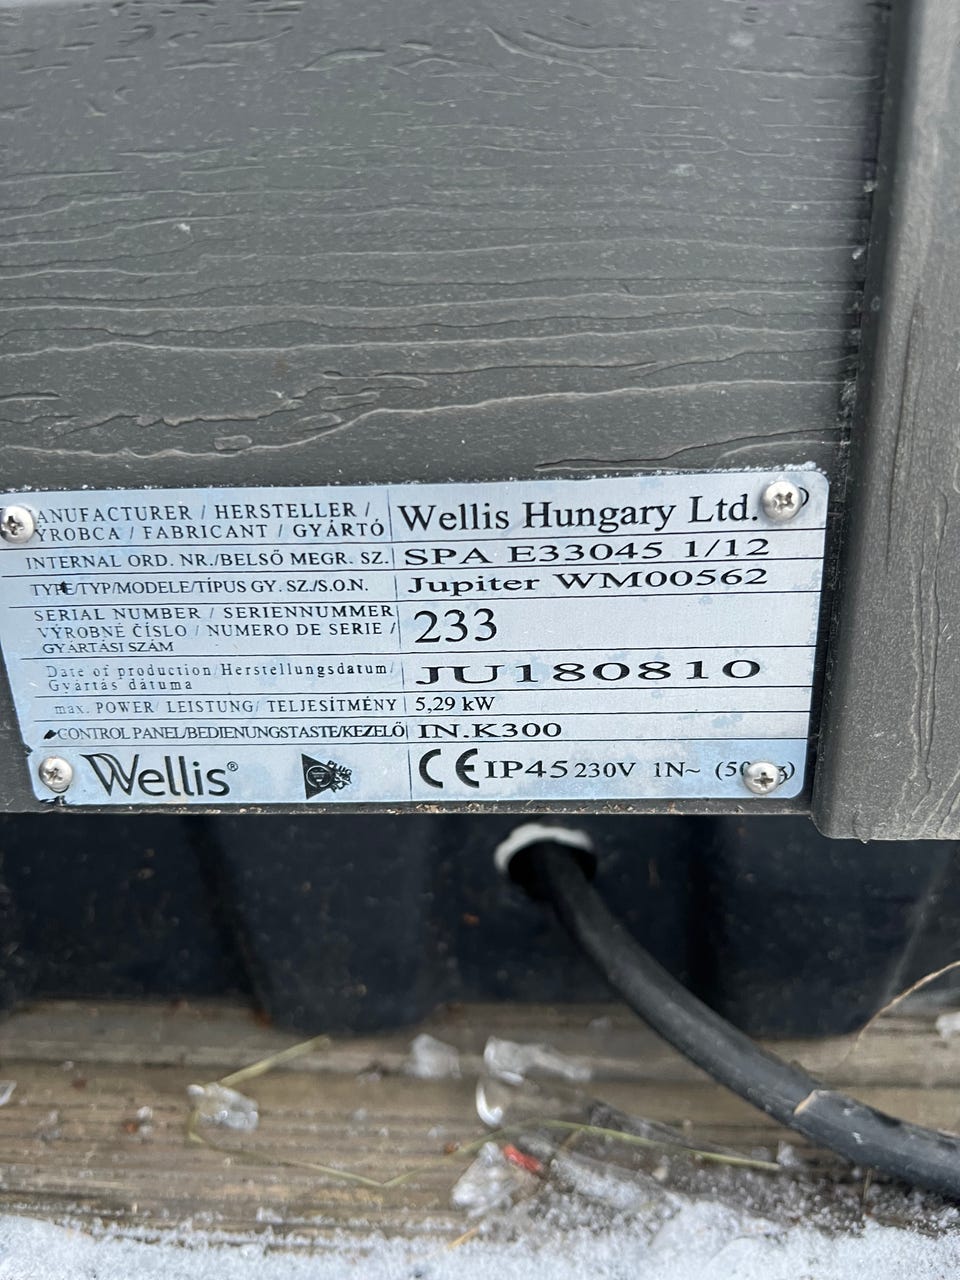 ANUFACTURER / HERSTELLER /
YROBCA / FABRICANT / GYÁRTÓ
Wellis Hungary Ltd.
INTERNAL ORD. NR./BELSŐ MEGR. SZ.
SPA E33045 1/12
TYPE/TYP/MODELE/TÍPUS GY. SZ./S.O.N.
Jupiter WM00562
SERIAL NUMBER / SERIENNUMMER
VÝROBNÉ ČÍSLO / NUMERO DE SERIE /
GYÁRTÁSI SZÁM
233
Date of production/Herstellungsdatum/
Gyártás dátuma
JU180810
max. POWER/ LEISTUNG/ TELJESÍTMÉNY
5,29 kW
CONTROL PANEL/BEDIENUNGSTASTE/KEZELŐ
IN.K300
Wellis®
CE IP45 230V 1N~ (50